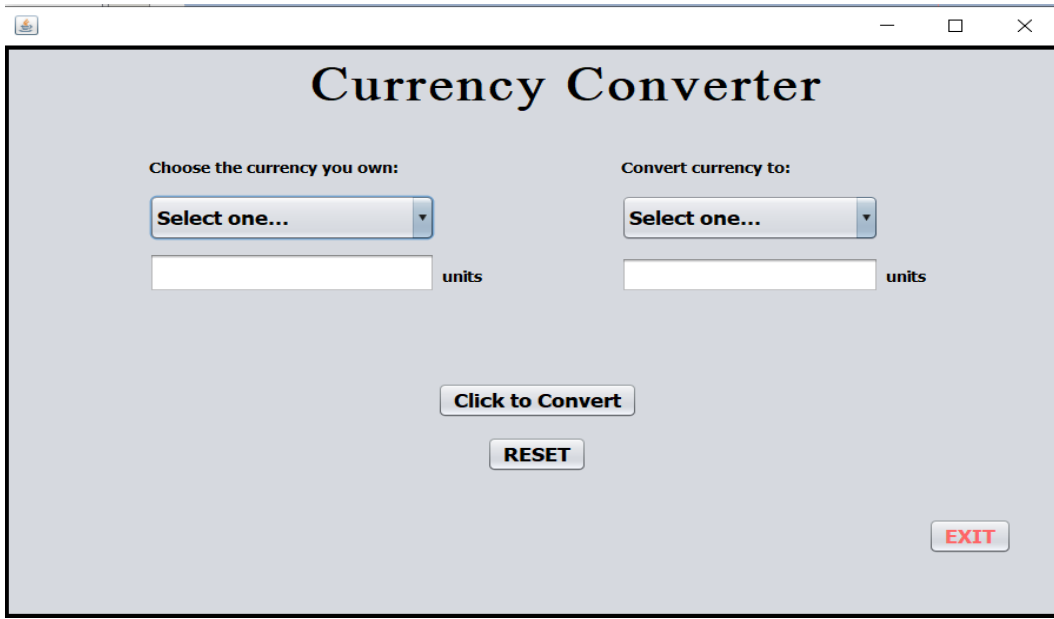 Currency Converter
Choose the currency you own:
Convert currency to:
Select one...
Select one...
units
units
Click to Convert
RESET
EXIT